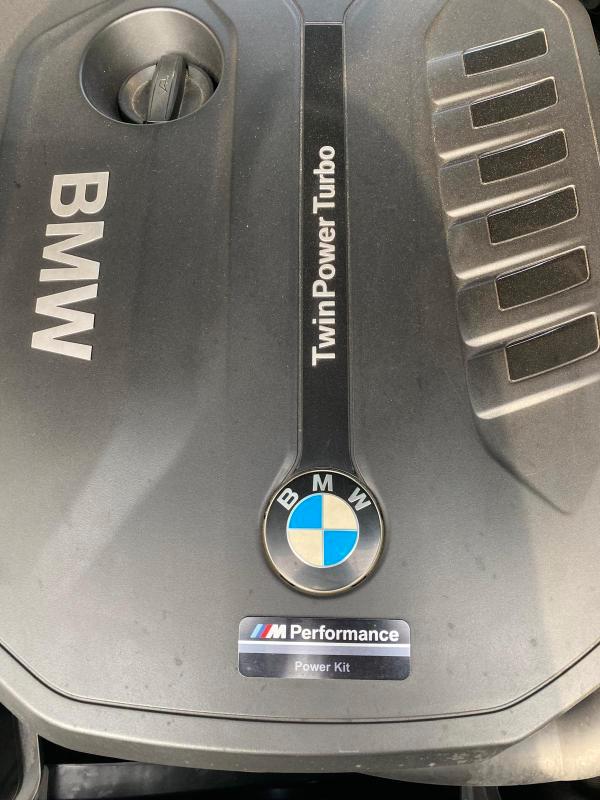 BMW
TwinPower Turbo
BMW
M Performance
Power Kit